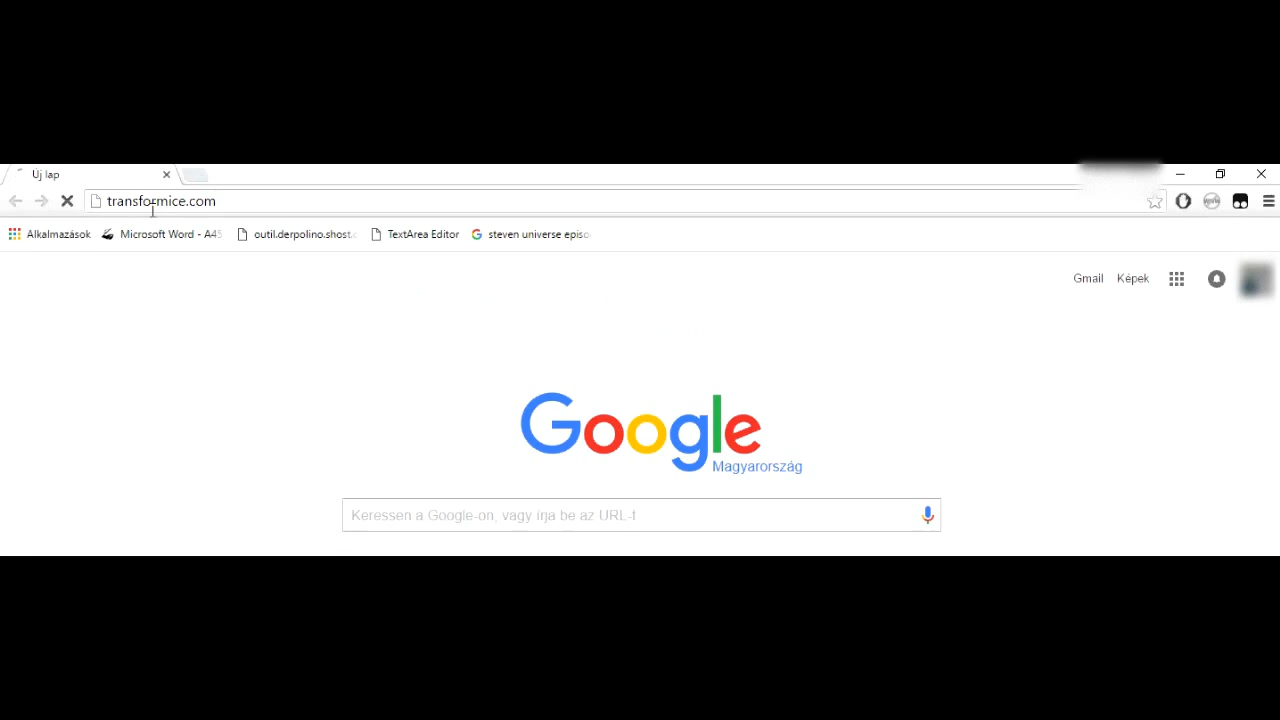 Új lap
transformice.com
Alkalmazások Microsoft Word - A45 outil.derpolino.shost.c TextArea Editor steven universe episo
Gmail Képek
Google
Magyarország
Keressen a Google-on, vagy írja be az URL-t